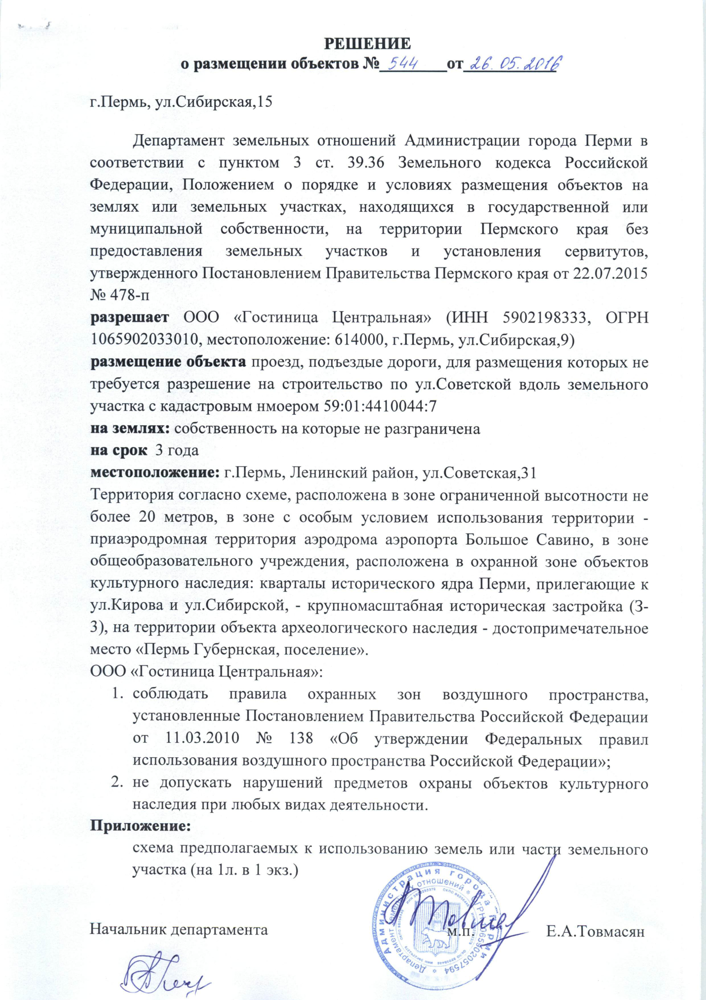 РЕШЕНИЕ
о размещении объектов № 544 от 26.05.2016
г.Пермь, ул.Сибирская,15
Департамент земельных отношений Администрации города Перми в
соответствии с пунктом 3 ст. 39.36 Земельного кодекса Российской
Федерации, Положением о порядке и условиях размещения объектов на
землях или земельных участках, находящихся в государственной или
муниципальной собственности, на территории Пермского края без
предоставления земельных участков и установления сервитутов,
утвержденного Постановлением Правительства Пермского края от 22.07.2015
№ 478-п
разрешает ООО «Гостиница Центральная» (ИНН 5902198333, ОГРН
1065902033010, местоположение: 614000, г.Пермь, ул.Сибирская,9)
размещение объекта проезд, подъездые дороги, для размещения которых не
требуется разрешение на строительство по ул.Советской вдоль земельного
участка с кадастровым нмоером 59:01:4410044:7
на землях: собственность на которые не разграничена
на срок 3 года
местоположение: г.Пермь, Ленинский район, ул.Советская,31
Территория согласно схеме, расположена в зоне ограниченной высотности не
более 20 метров, в зоне с особым условием использования территории -
приаэродромная территория аэродрома аэропорта Большое Савино, в зоне
общеобразовательного учреждения, расположена в охранной зоне объектов
культурного наследия: кварталы исторического ядра Перми, прилегающие к
ул.Кирова и ул.Сибирской, - крупномасштабная историческая застройка (З-
3), на территории объекта археологического наследия - достопримечательное
место «Пермь Губернская, поселение».
ООО «Гостиница Центральная»:
1. соблюдать правила охранных зон воздушного пространства,
установленные Постановлением Правительства Российской Федерации
от 11.03.2010 № 138 «Об утверждении Федеральных правил
использования воздушного пространства Российской Федерации»;
2. не допускать нарушений предметов охраны объектов культурного
наследия при любых видах деятельности.
Приложение:
схема предполагаемых к использованию земель или части земельного
участка (на 1л. в 1 экз.)
Администрация города Перми
Департамент земельных отношений * ОГРН 1065902057594 *
Начальник департамента м.п. Е.А.Товмасян